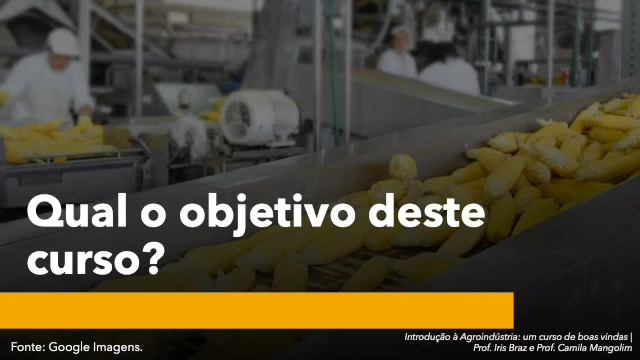 Qual o objetivo deste
curso?
Introdução à Agroindústria: um curso de boas vindas |
Prof. Iris Braz e Prof. Camila Mangolim
Fonte: Google Imagens.